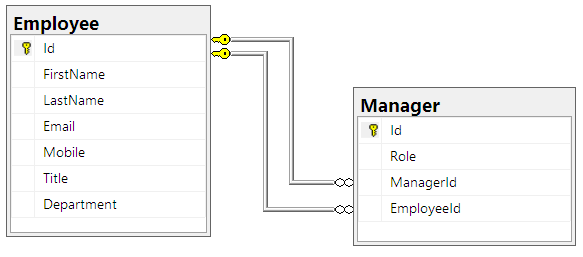 Employee
Id
FirstName
LastName
Email
Mobile
Title
Department
Manager
Id
Role
ManagerId
EmployeeId